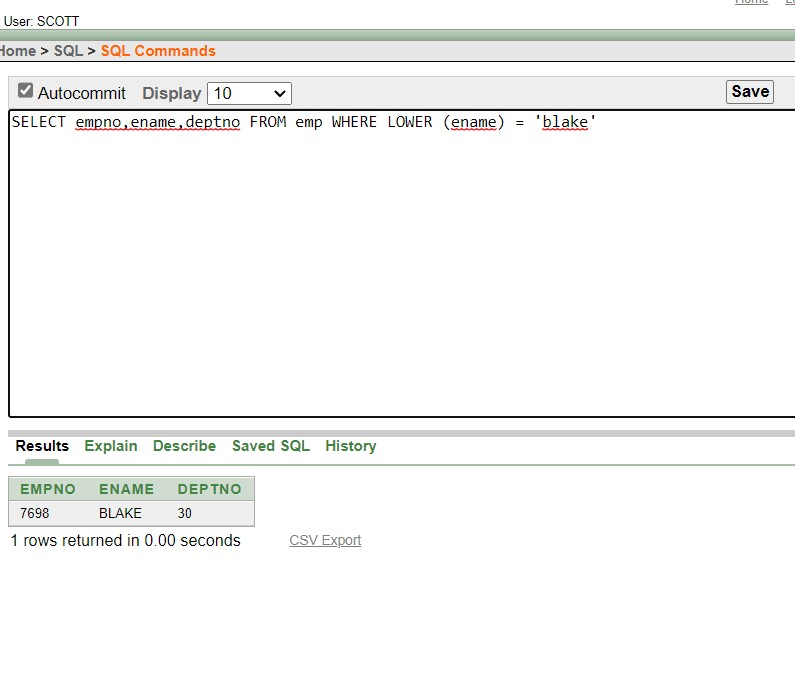 Home
User: SCOTT
Home > SQL > SQL Commands
Autocommit Display 10 Save
SELECT empno,ename,deptno FROM emp WHERE LOWER (ename) = 'blake'
Results Explain Describe Saved SQL History
EMPNO ENAME DEPTNO
7698 BLAKE 30
1 rows returned in 0.00 seconds CSV Export